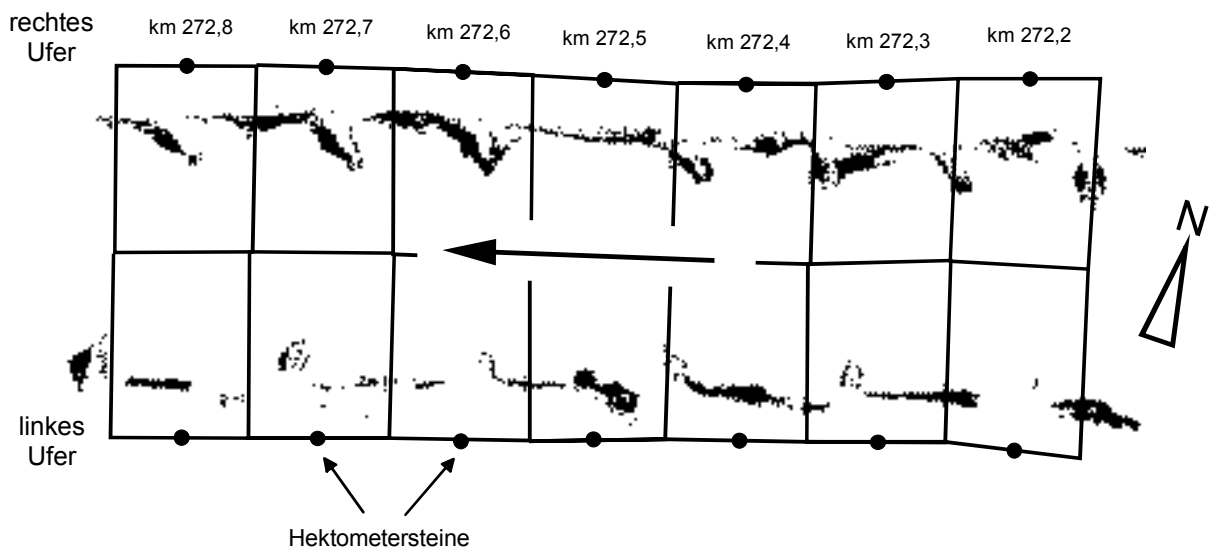 rechtes
Ufer
km 272,8
km 272,7
km 272,6
km 272,5
km 272,4
km 272,3
km 272,2
N
linkes
Ufer
Hektometersteine